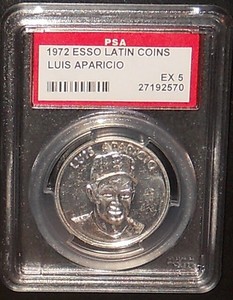 PSA
1972 ESSO LATIN COINS
LUIS APARICIO
EX 5
27192570
LUIS APARICIO